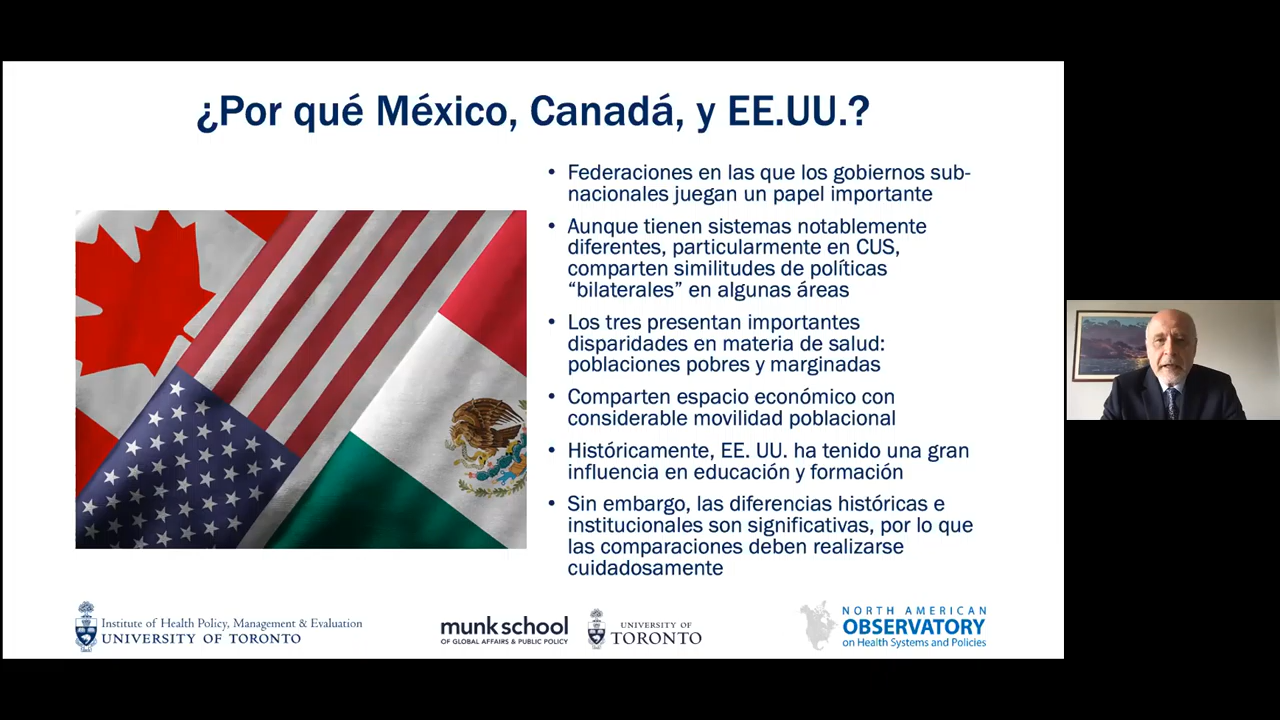 ¿Por qué México, Canadá, y EE.UU.?
• Federaciones en las que los gobiernos sub-
nacionales juegan un papel importante
• Aunque tienen sistemas notablemente
diferentes, particularmente en CUS,
comparten similitudes de políticas
“bilaterales” en algunas áreas
• Los tres presentan importantes
disparidades en materia de salud:
poblaciones pobres y marginadas
• Comparten espacio económico con
considerable movilidad poblacional
• Históricamente, EE. UU. ha tenido una gran
influencia en educación y formación
• Sin embargo, las diferencias históricas e
institucionales son significativas, por lo que
las comparaciones deben realizarse
cuidadosamente
Institute of Health Policy, Management & Evaluation
UNIVERSITY OF TORONTO
munk school
OF GLOBAL AFFAIRS & PUBLIC POLICY
UNIVERSITY OF
TORONTO
NORTH AMERICAN
OBSERVATORY
on Health Systems and Policies